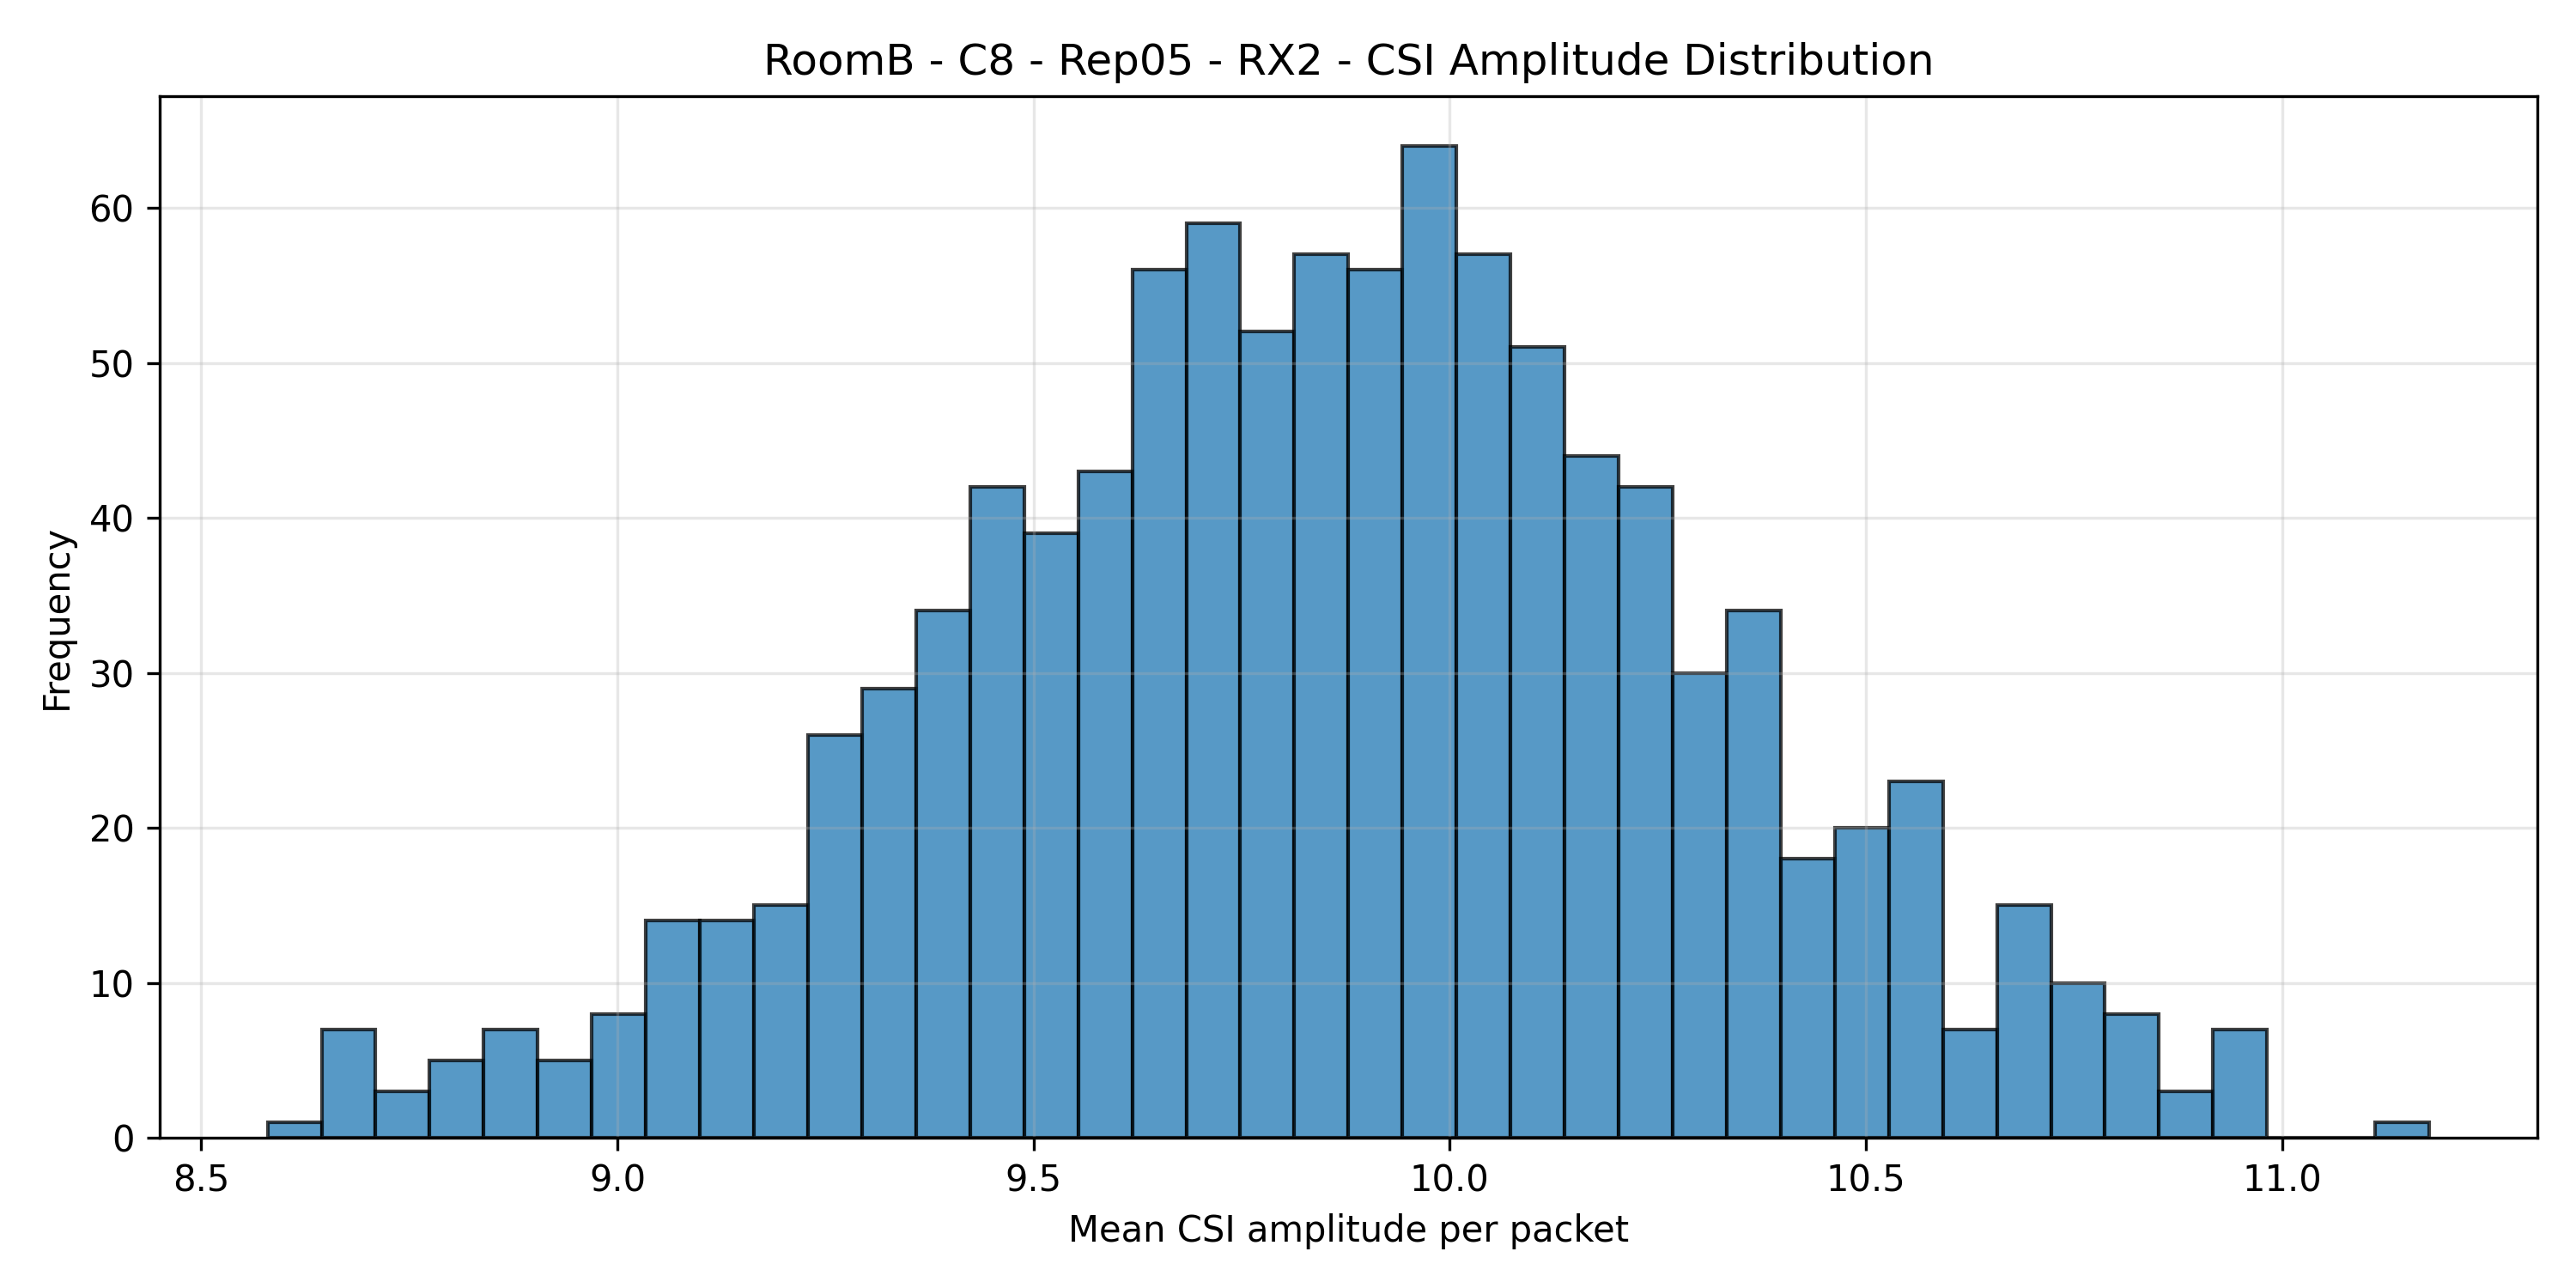 RoomB - C8 - Rep05 - RX2 - CSI Amplitude Distribution
Frequency
60
50
40
30
20
10
0
8.5 9.0 9.5 10.0 10.5 11.0
Mean CSI amplitude per packet